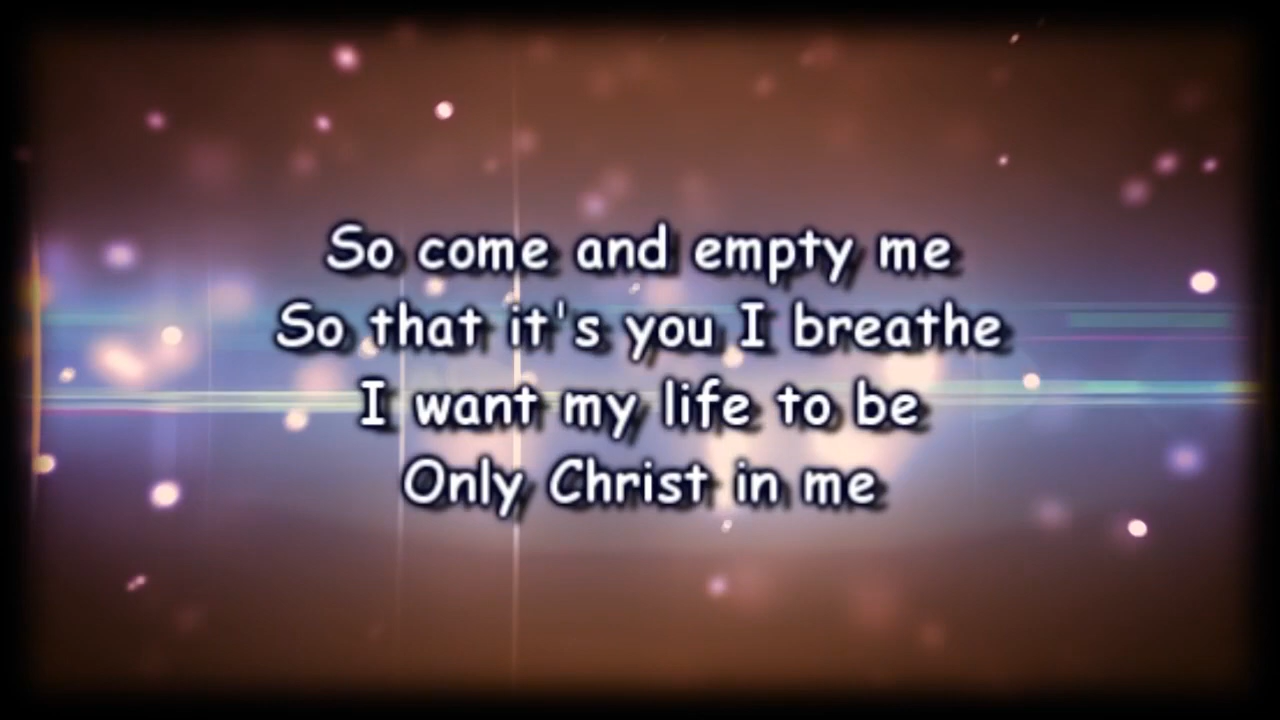 So come and empty me
So that it's you I breathe
I want my life to be
Only Christ in me